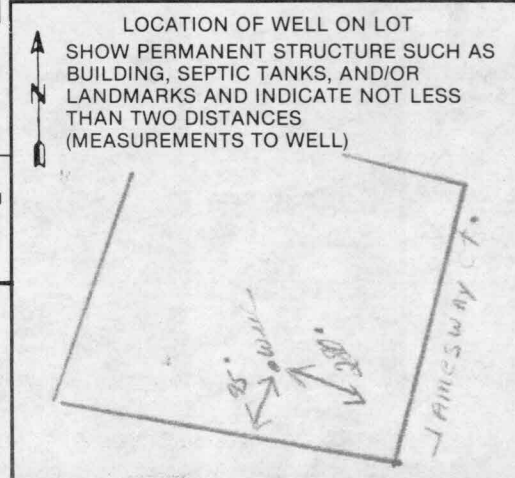 LOCATION OF WELL ON LOT
SHOW PERMANENT STRUCTURE SUCH AS
BUILDING, SEPTIC TANKS, AND/OR
N LANDMARKS AND INDICATE NOT LESS
THAN TWO DISTANCES
(MEASUREMENTS TO WELL)
Well
JAMESWAY CT.